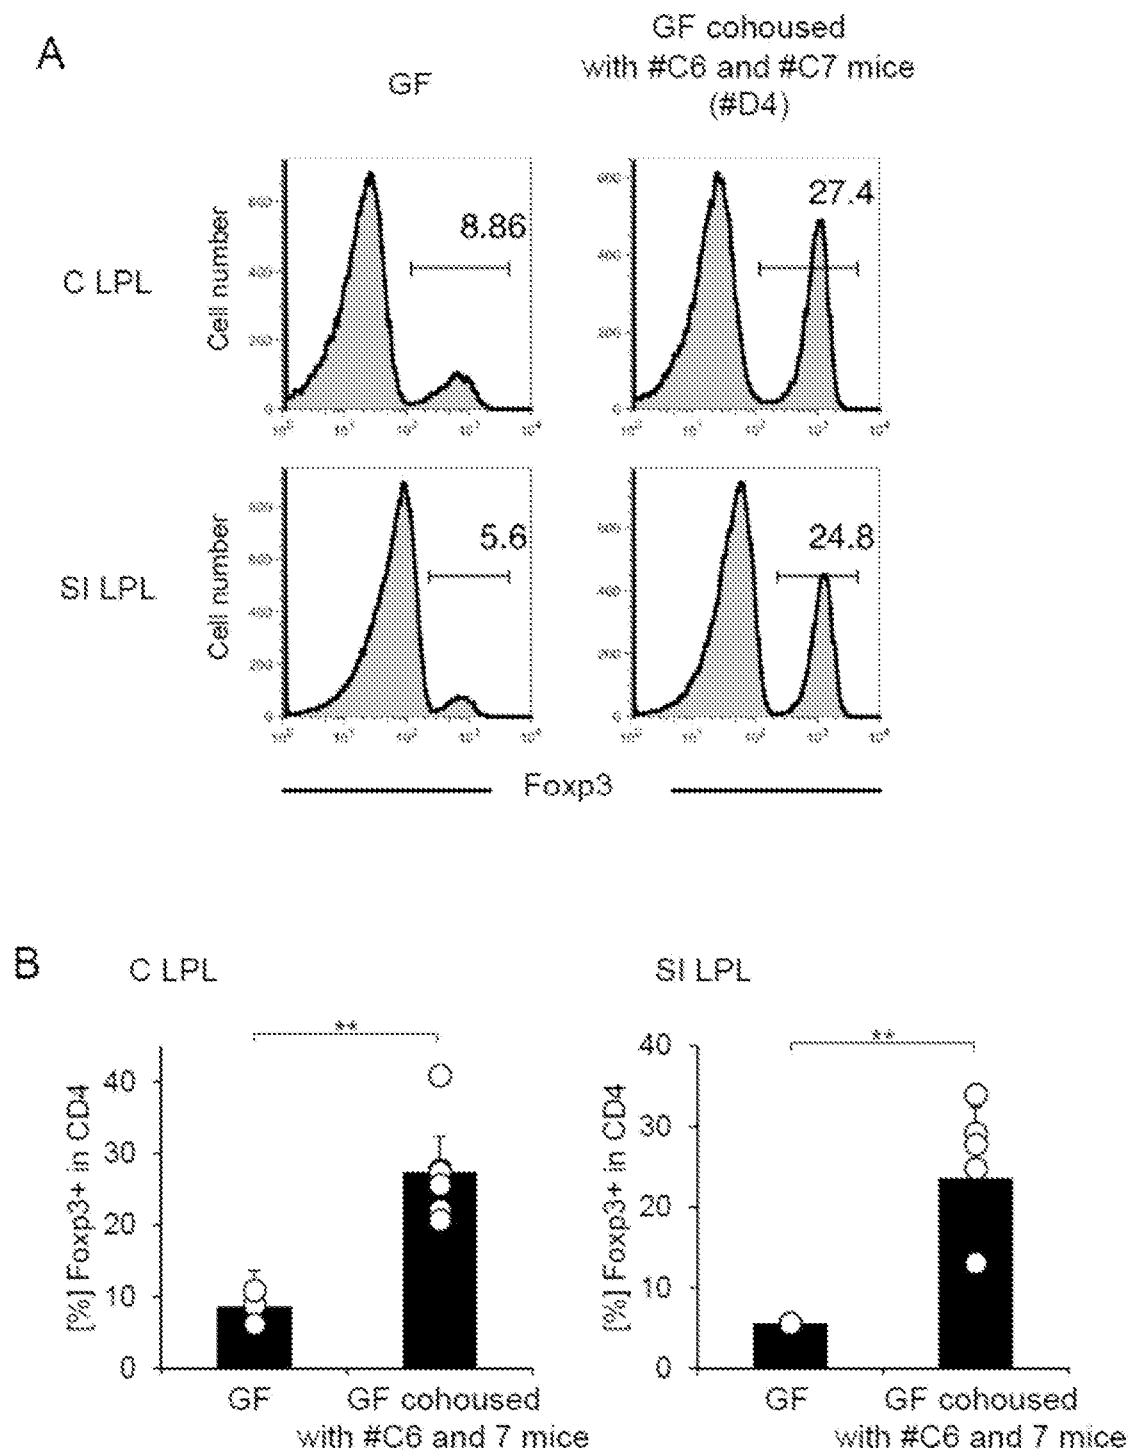 A
GF
GF cohoused
with #C6 and #C7 mice
(#D4)
C LPL
Cell number
8.86
27.4
SI LPL
Cell number
5.6
24.8
Foxp3
B
C LPL
SI LPL
[%] Foxp3+ in CD4
**
40
30
20
10
0
GF
GF cohoused
with #C6 and 7 mice
[%] Foxp3+ in CD4
**
40
30
20
10
0
GF
GF cohoused
with #C6 and 7 mice